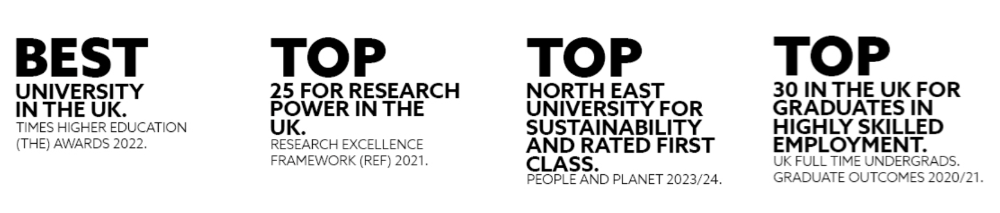 BEST
UNIVERSITY
IN THE UK.
TIMES HIGHER EDUCATION
(THE) AWARDS 2022.
TOP
25 FOR RESEARCH
POWER IN THE
UK.
RESEARCH EXCELLENCE
FRAMEWORK (REF) 2021.
TOP
NORTH EAST
UNIVERSITY FOR
SUSTAINABILITY
AND RATED FIRST
CLASS.
PEOPLE AND PLANET 2023/24.
TOP
30 IN THE UK FOR
GRADUATES IN
HIGHLY SKILLED
EMPLOYMENT.
UK FULL TIME UNDERGRADS.
GRADUATE OUTCOMES 2020/21.